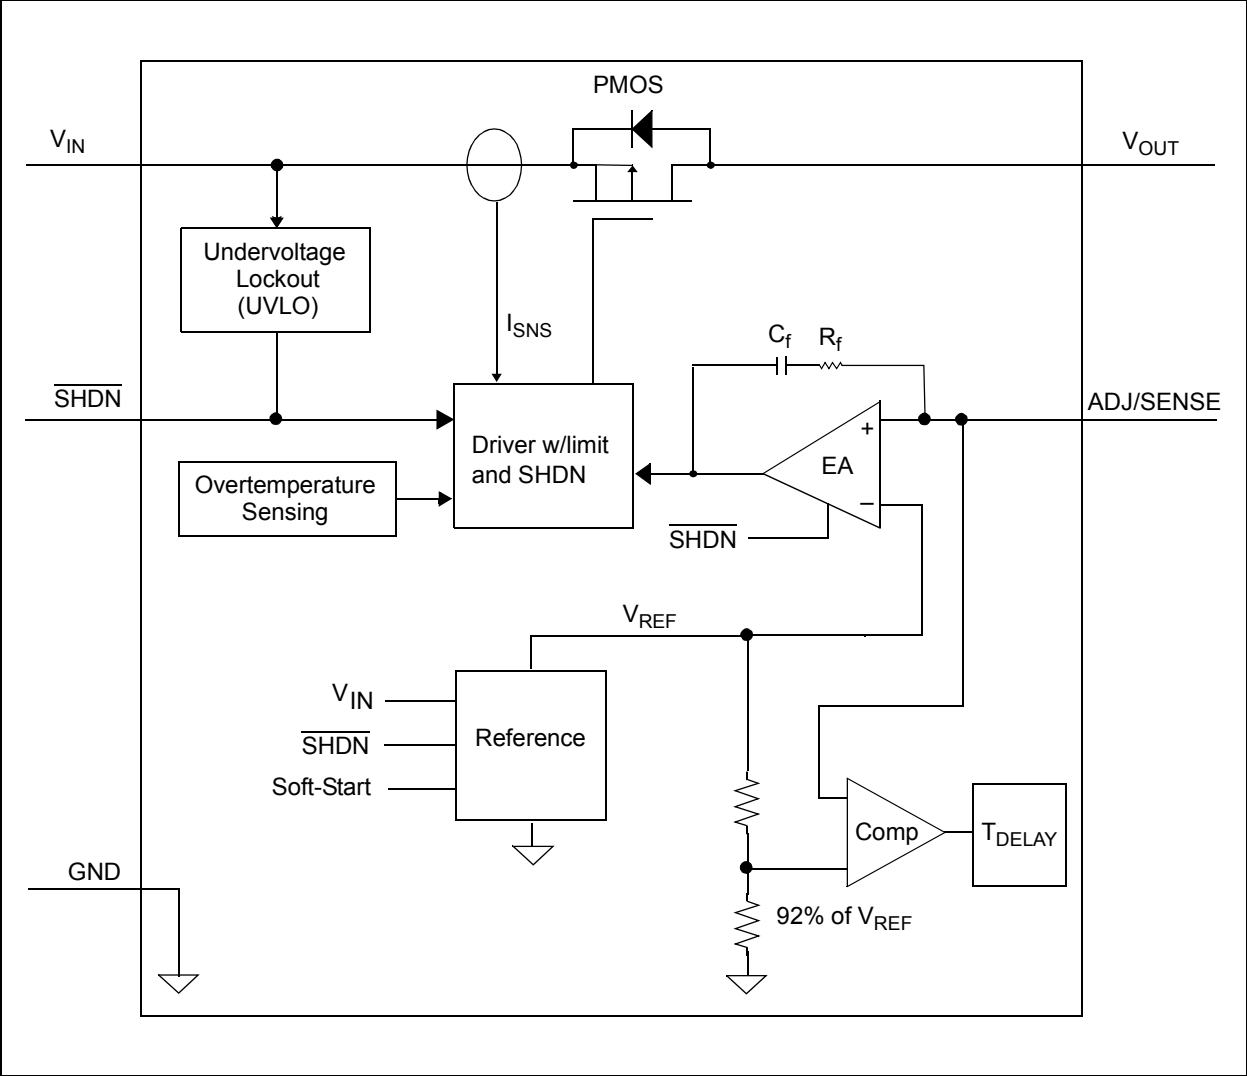 PMOS
VIN
VOUT
Undervoltage
Lockout
(UVLO)
ISNS
Cf
Rf
SHDN
ADJ/SENSE
Driver w/limit
and SHDN
+
EA
−
Overtemperature
Sensing
SHDN
VREF
VIN
SHDN
Soft-Start
Reference
Comp
TDELAY
GND
92% of VREF